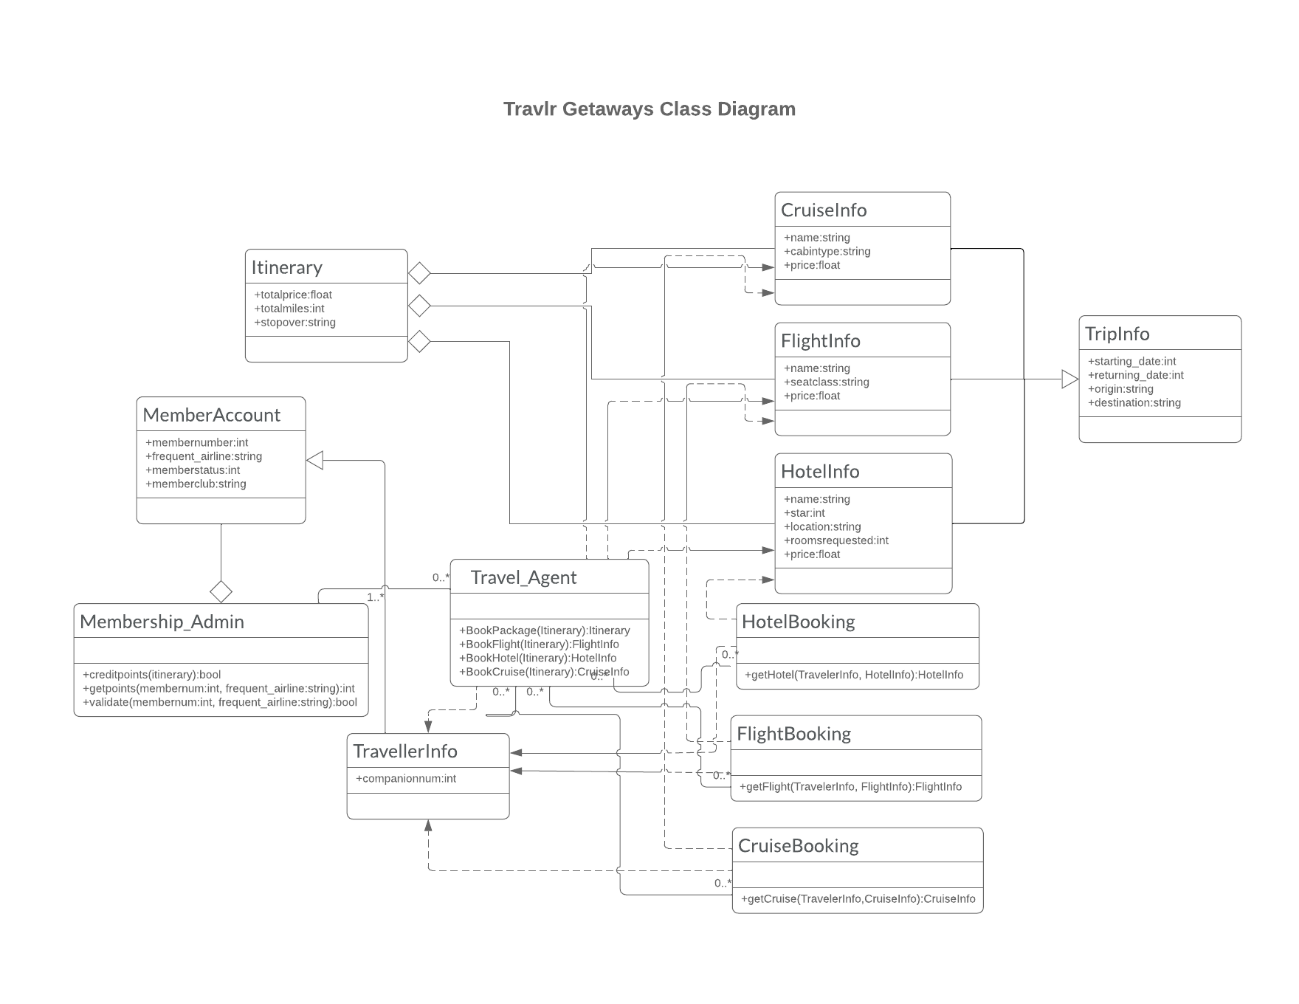 Travlr Getaways Class Diagram
CruiseInfo
+name:string
+cabintype:string
+price:float
Itinerary
+totalprice:float
+totalmiles:int
+stopover:string
FlightInfo
+name:string
+seatclass:string
+price:float
TripInfo
+starting_date:int
+returning_date:int
+origin:string
+destination:string
MemberAccount
+membernumber:int
+frequent_airline:string
+memberstatus:int
+memberclub:string
HotelInfo
+name:string
+star:int
+location:string
+roomsrequested:int
+price:float
0..*
1..*
Travel_Agent
+BookPackage(Itinerary):Itinerary
+BookFlight(Itinerary):FlightInfo
+BookHotel(Itinerary):HotelInfo
+BookCruise(Itinerary):CruiseInfo
0..*
0..*
0..*
Membership_Admin
+creditpoints(itinerary):bool
+getpoints(membernum:int, frequent_airline:string):int
+validate(membernum:int, frequent_airline:string):bool
HotelBooking
0..*
+getHotel(TravelerInfo, HotelInfo):HotelInfo
TravellerInfo
+companionnum:int
FlightBooking
0..*
+getFlight(TravelerInfo, FlightInfo):FlightInfo
CruiseBooking
0..*
+getCruise(TravelerInfo,CruiseInfo):CruiseInfo